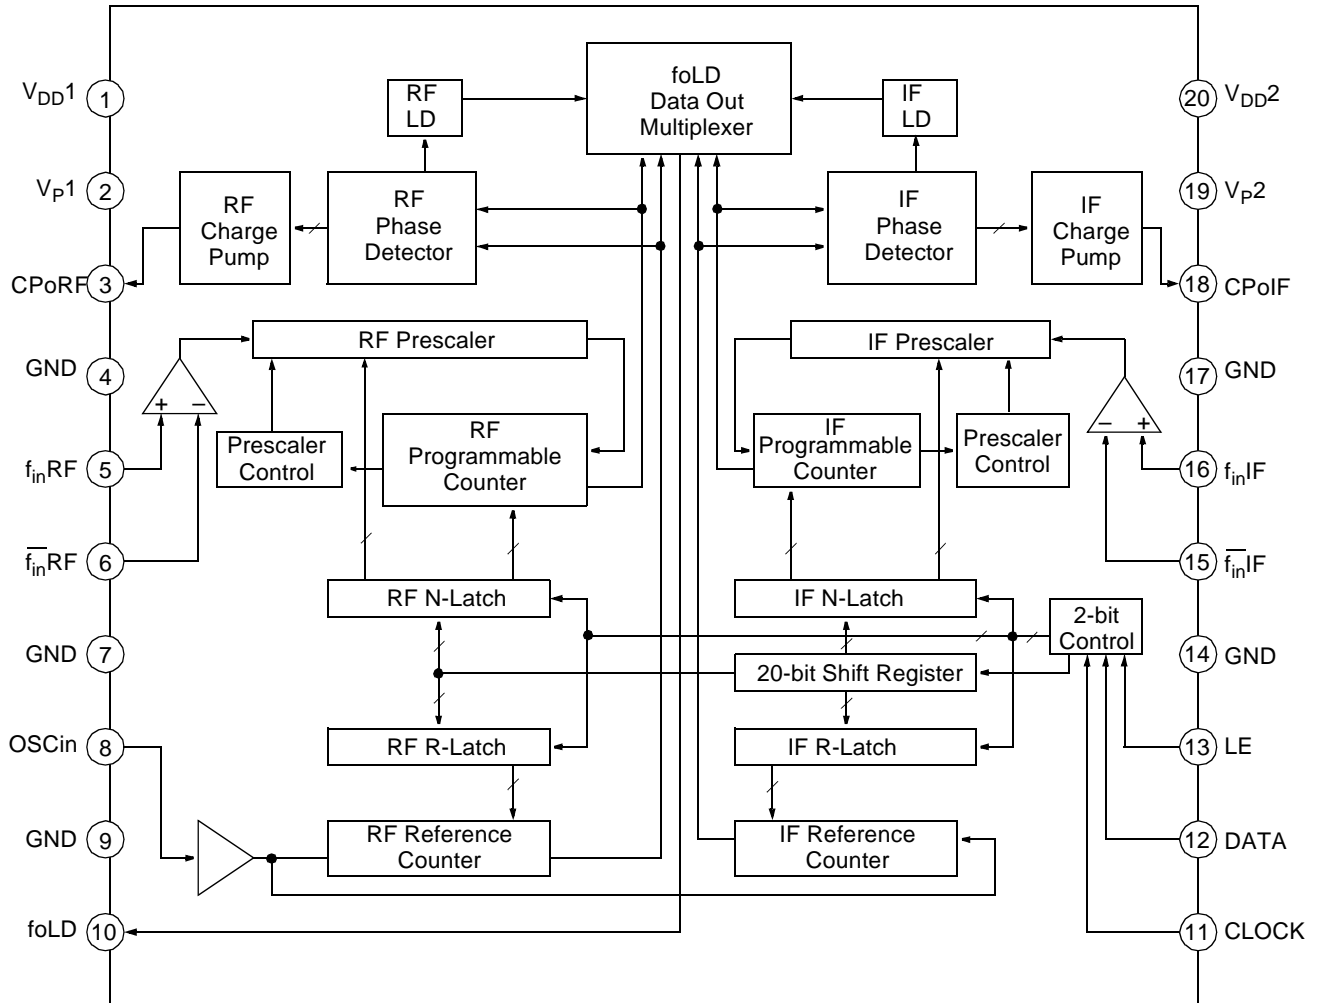 foLD
Data Out
Multiplexer
RF
LD
IF
LD
VDD1
1
20
VDD2
VP1
2
RF
Charge
Pump
RF
Phase
Detector
IF
Phase
Detector
IF
Charge
Pump
19
VP2
CPoRF
3
18
CPoIF
RF Prescaler
IF Prescaler
GND
4
17
GND
+ −
− +
Prescaler
Control
RF
Programmable
Counter
IF
Programmable
Counter
Prescaler
Control
finRF
5
16
finIF
f̅i̅n̅RF
6
15
f̅i̅n̅IF
RF N-Latch
IF N-Latch
2-bit
Control
GND
7
20-bit Shift Register
14
GND
OSCin
8
RF R-Latch
IF R-Latch
13
LE
GND
9
RF Reference
Counter
IF Reference
Counter
12
DATA
foLD
10
11
CLOCK